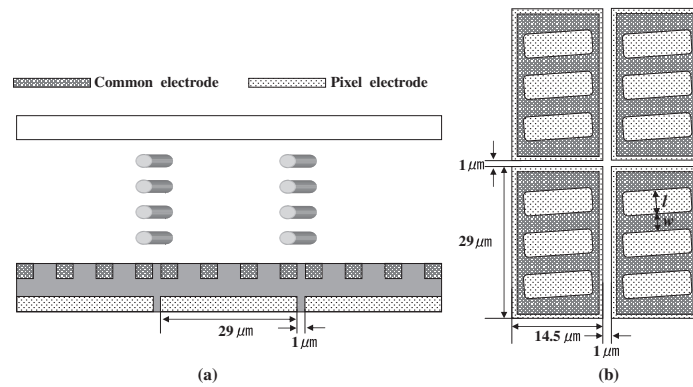 Common electrode
Pixel electrode
29 μm
1 μm
(a)
1 μm
29 μm
l
w
14.5 μm
1 μm
(b)